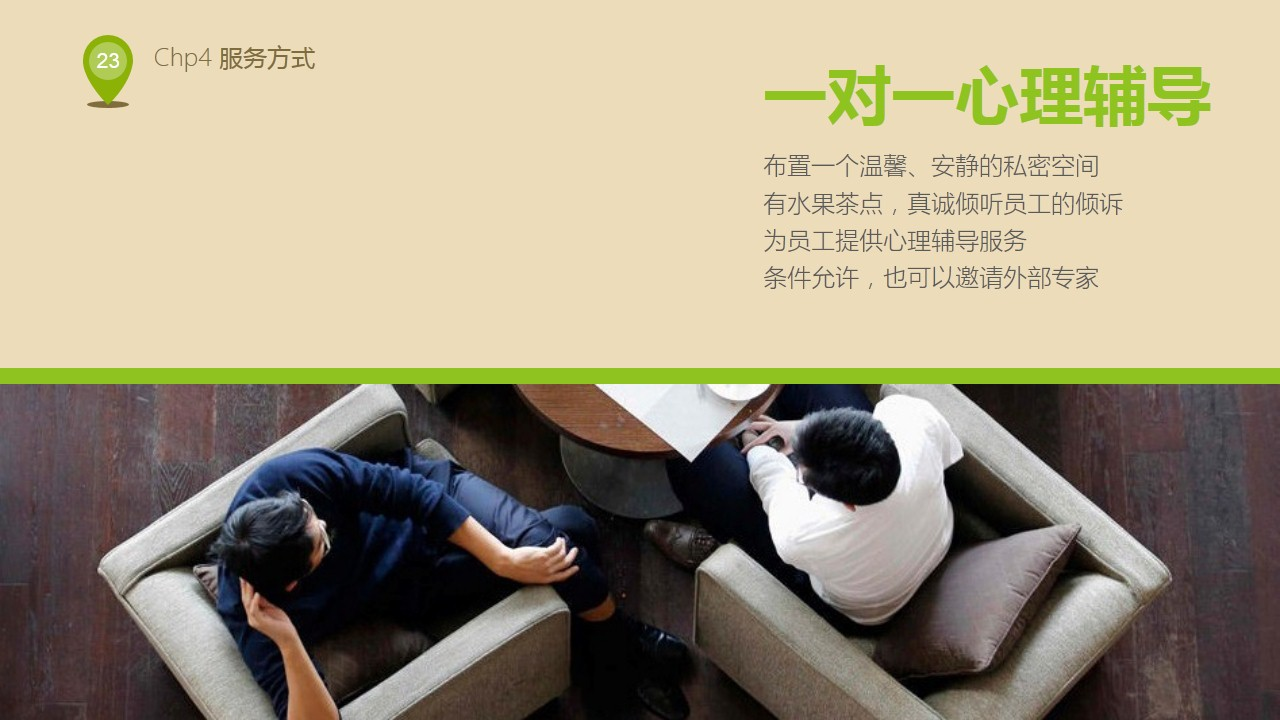 23
Chp4 服务方式
一对一心理辅导
布置一个温馨、安静的私密空间
有水果茶点，真诚倾听员工的倾诉
为员工提供心理辅导服务
条件允许，也可以邀请外部专家